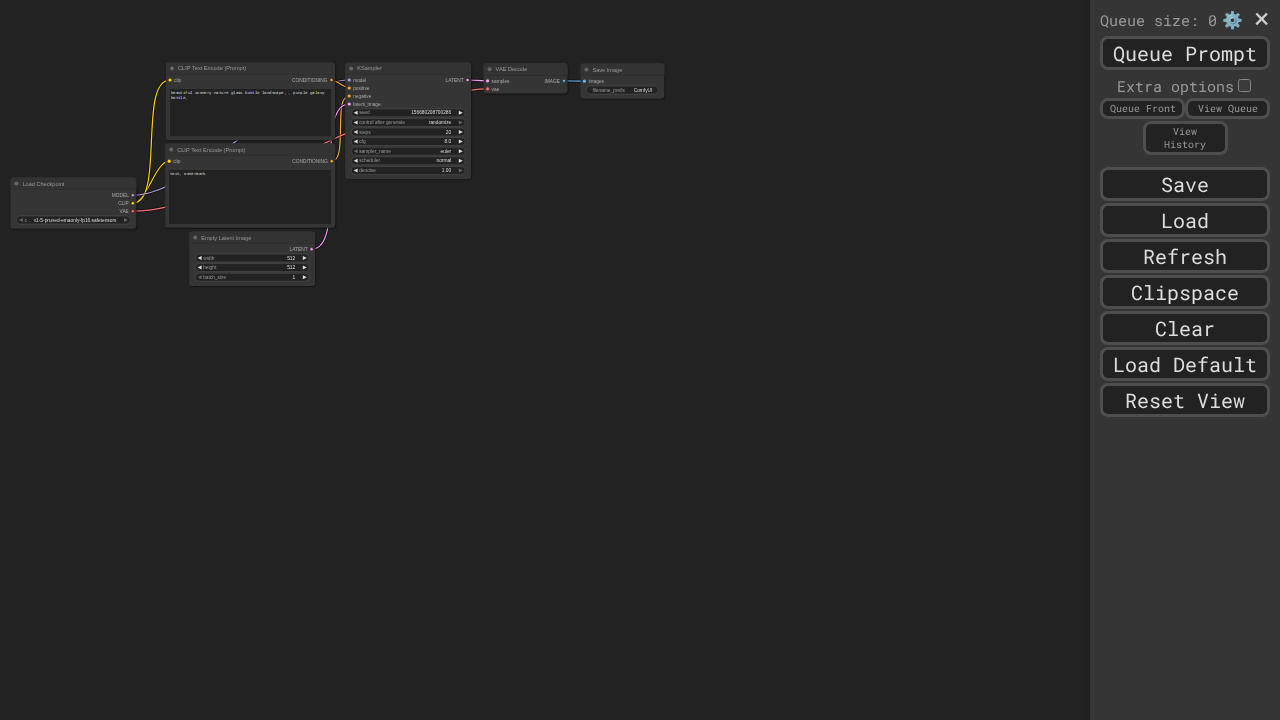 CLIP Text Encode (Prompt)
clip
CONDITIONING
beautiful scenery nature glass bottle landscape, , purple galaxy
bottle,
CLIP Text Encode (Prompt)
clip
CONDITIONING
text, watermark
Load Checkpoint
MODEL
CLIP
VAE
v1-5-pruned-emaonly-fp16.safetensors
Empty Latent Image
LATENT
width 512
height 512
batch_size 1
KSampler
model LATENT
positive
negative
latent_image
seed 156680208700286
control after generate randomize
steps 20
cfg 8.0
sampler_name euler
scheduler normal
denoise 1.00
VAE Decode
samples IMAGE
vae
Save Image
images
filename_prefix ComfyUI
Queue size: 0
Queue Prompt
Extra options
Queue Front View Queue
View
History
Save
Load
Refresh
Clipspace
Clear
Load Default
Reset View